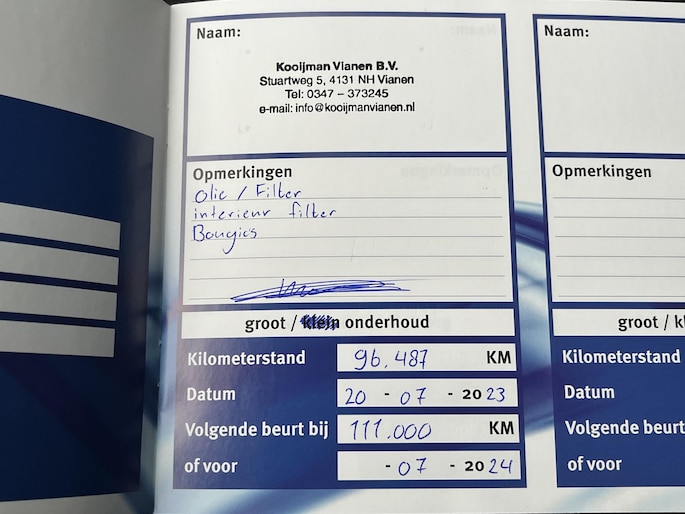 Naam:
Kooijman Vianen B.V.
Stuartweg 5, 4131 NH Vianen
Tel: 0347 – 373245
e-mail: info@kooijmanvianen.nl
Opmerkingen
Olie / Filter
interieur filter
Bougies
groot / klein onderhoud
Kilometerstand 96.487 KM
Datum 20 - 07 - 2023
Volgende beurt bij 111.000 KM
of voor - 07 - 2024
Naam:
Opmerkingen
groot / kl
Kilometerstand
Datum
Volgende beurt
of voor